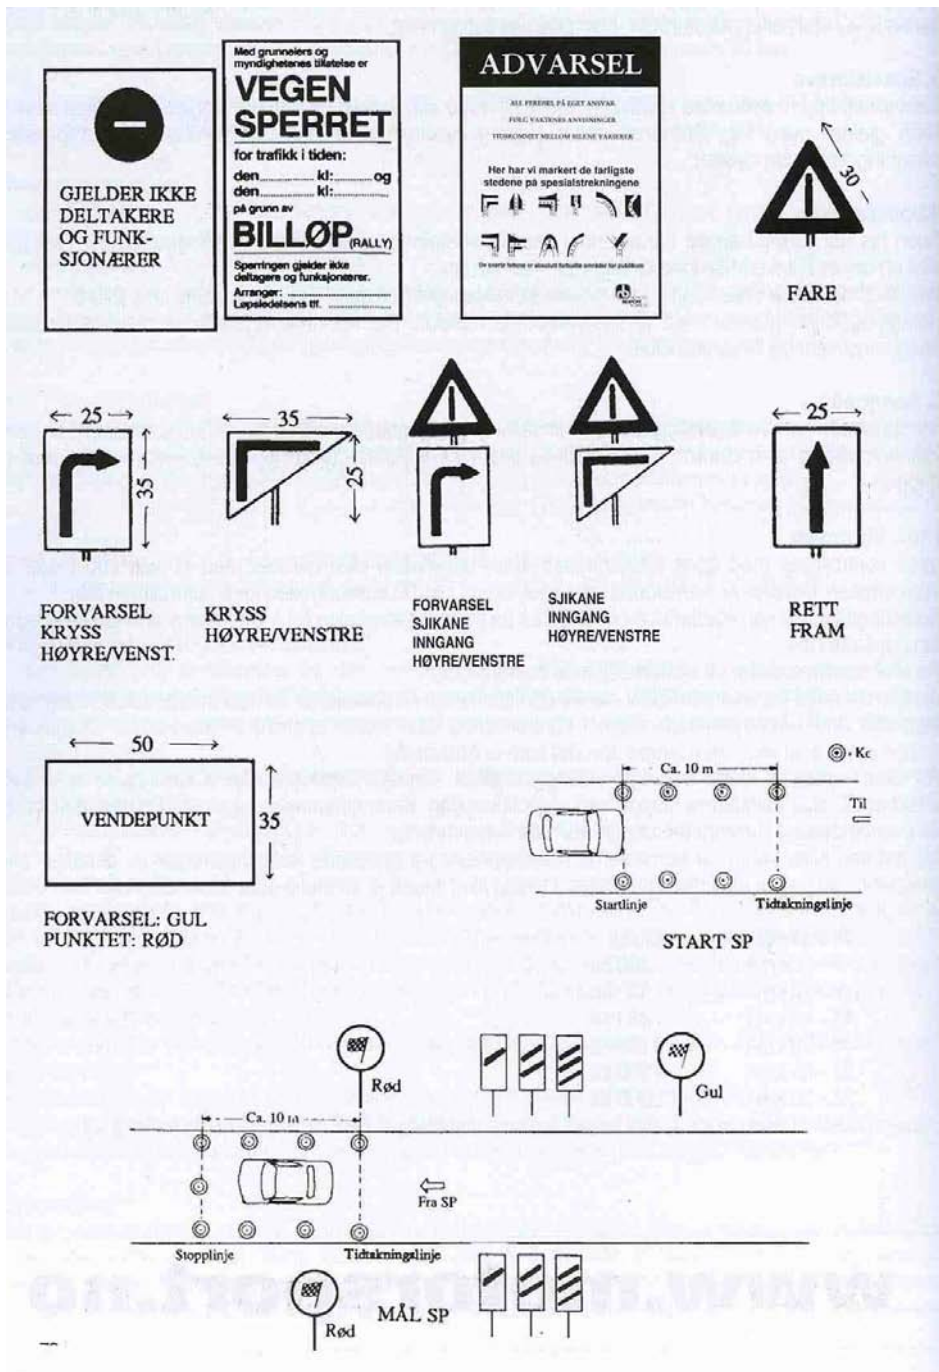 GJELDER IKKE
DELTAKERE
OG FUNK-
SJONÆRER
Med grunneiers og
myndighetenes tillatelse er
VEGEN
SPERRET
for trafikk i tiden:
den............ kl:............ og
den............ kl:............
på grunn av
BILLØP (RALLY)
Sperringen gjelder ikke
deltagere og funksjonærer.
Arrangør:
Løpsledelsens tlf.
ADVARSEL
ALL FERDSEL PÅ EGET ANSVAR
FØLG VAKTENES ANVISNINGER
Her har vi markert de farligste
stedene på spesialstrekningene
30
FARE
25
35
FORVARSEL
KRYSS
HØYRE/VENST.
35
25
KRYSS
HØYRE/VENSTRE
FORVARSEL
SJIKANE
INNGANG
HØYRE/VENSTRE
SJIKANE
INNGANG
HØYRE/VENSTRE
25
RETT
FRAM
50
VENDEPUNKT
35
FORVARSEL: GUL
PUNKTET: RØD
Ca. 10 m
Til
Startlinje
Tidtakningslinje
START SP
Rød
Gul
Ca. 10 m
Fra SP
Stopplinje
Tidtakningslinje
Rød
MÅL SP